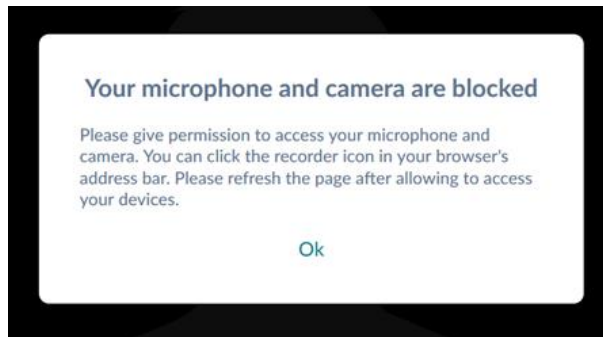 Your microphone and camera are blocked
Please give permission to access your microphone and
camera. You can click the recorder icon in your browser's
address bar. Please refresh the page after allowing to access
your devices.
Ok